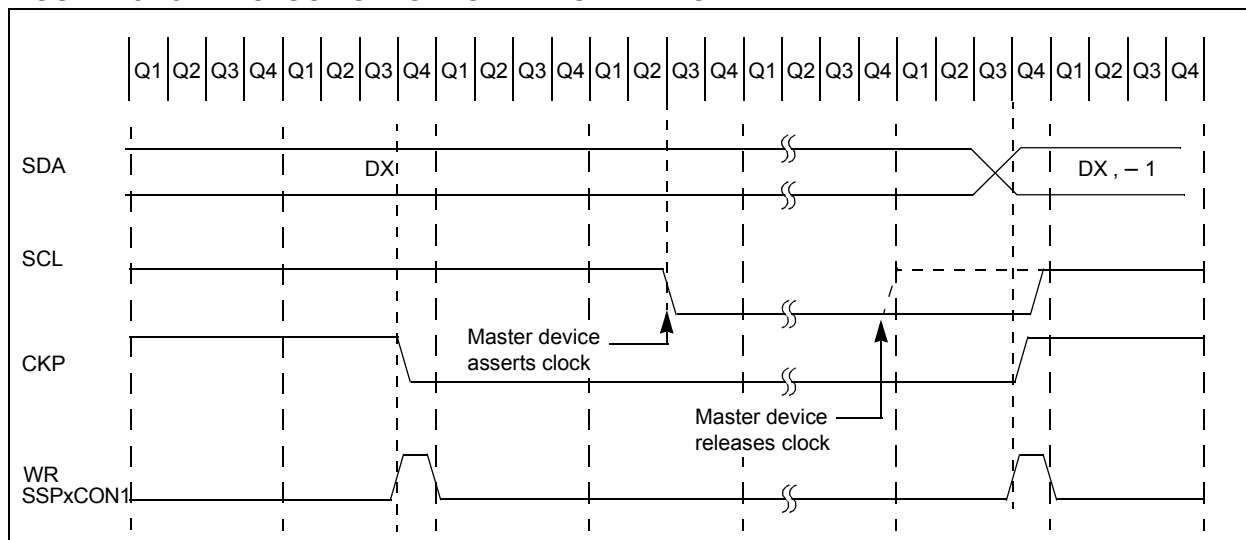 Q1 Q2 Q3 Q4 Q1 Q2 Q3 Q4 Q1 Q2 Q3 Q4 Q1 Q2 Q3 Q4 Q1 Q2 Q3 Q4 Q1 Q2 Q3 Q4 Q1 Q2 Q3 Q4
SDA
DX
DX , – 1
SCL
Master device
asserts clock
CKP
Master device
releases clock
WR
SSPxCON1